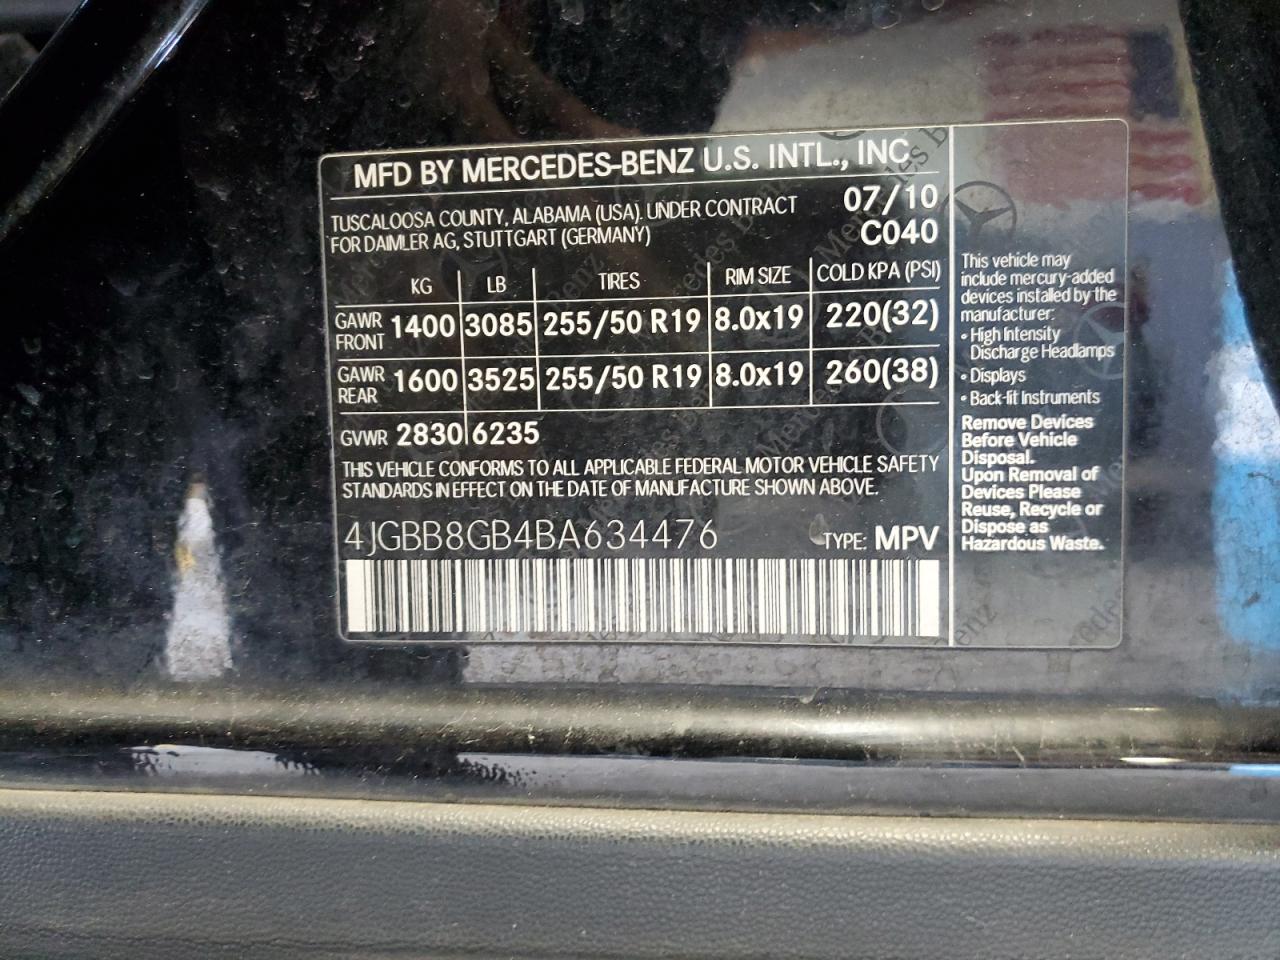 MFD BY MERCEDES-BENZ U.S. INTL., INC
TUSCALOOSA COUNTY, ALABAMA (USA). UNDER CONTRACT
FOR DAIMLER AG, STUTTGART (GERMANY)
07/10
C040
KG LB TIRES RIM SIZE COLD KPA (PSI)
GAWR FRONT 1400 3085 255/50 R19 8.0x19 220(32)
GAWR REAR 1600 3525 255/50 R19 8.0x19 260(38)
GVWR 2830 6235
THIS VEHICLE CONFORMS TO ALL APPLICABLE FEDERAL MOTOR VEHICLE SAFETY
STANDARDS IN EFFECT ON THE DATE OF MANUFACTURE SHOWN ABOVE.
4JGBB8GB4BA634476 TYPE: MPV
This vehicle may
include mercury-added
devices installed by the
manufacturer:
• High Intensity
Discharge Headlamps
• Displays
• Back-lit Instruments
Remove Devices
Before Vehicle
Disposal.
Upon Removal of
Devices Please
Reuse, Recycle or
Dispose as
Hazardous Waste.